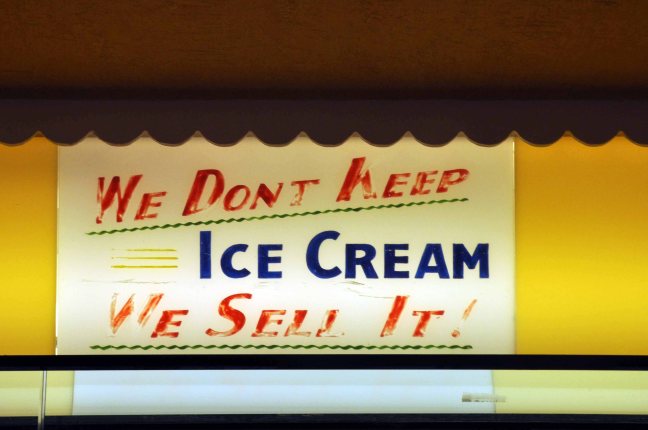 We Dont Keep
Ice Cream
We Sell It!